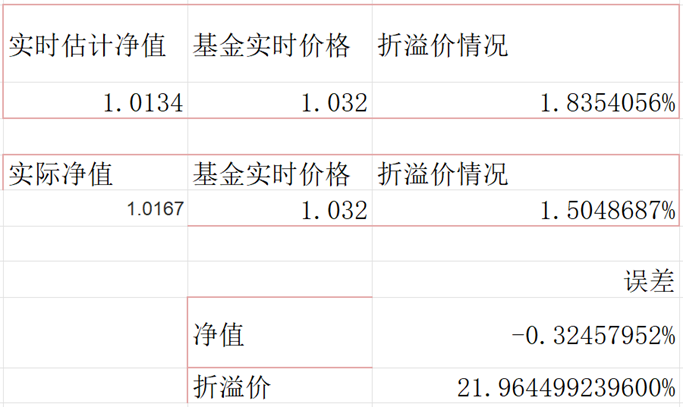 实时估计净值 基金实时价格 折溢价情况
1.0134 1.032 1.8354056%
实际净值 基金实时价格 折溢价情况
1.0167 1.032 1.5048687%
误差
净值 -0.32457952%
折溢价 21.964499239600%